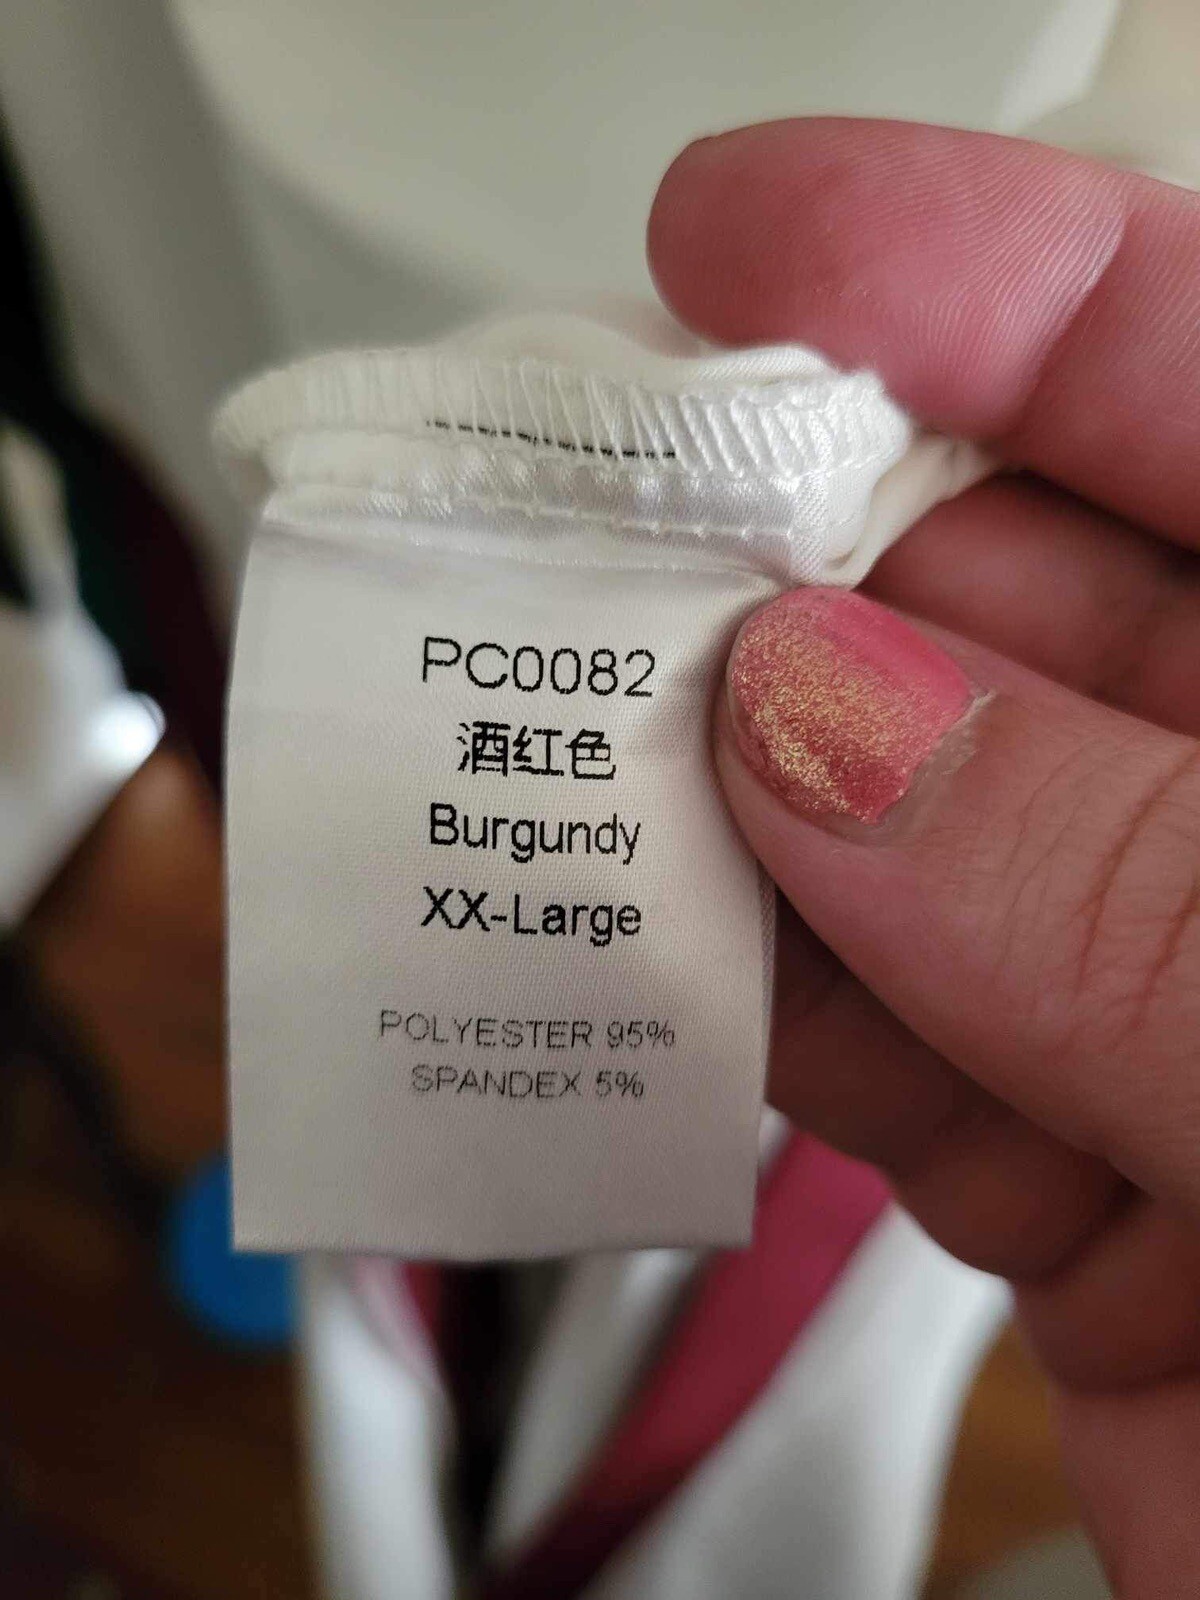 PC0082
酒红色
Burgundy
XX-Large
POLYESTER 95%
SPANDEX 5%